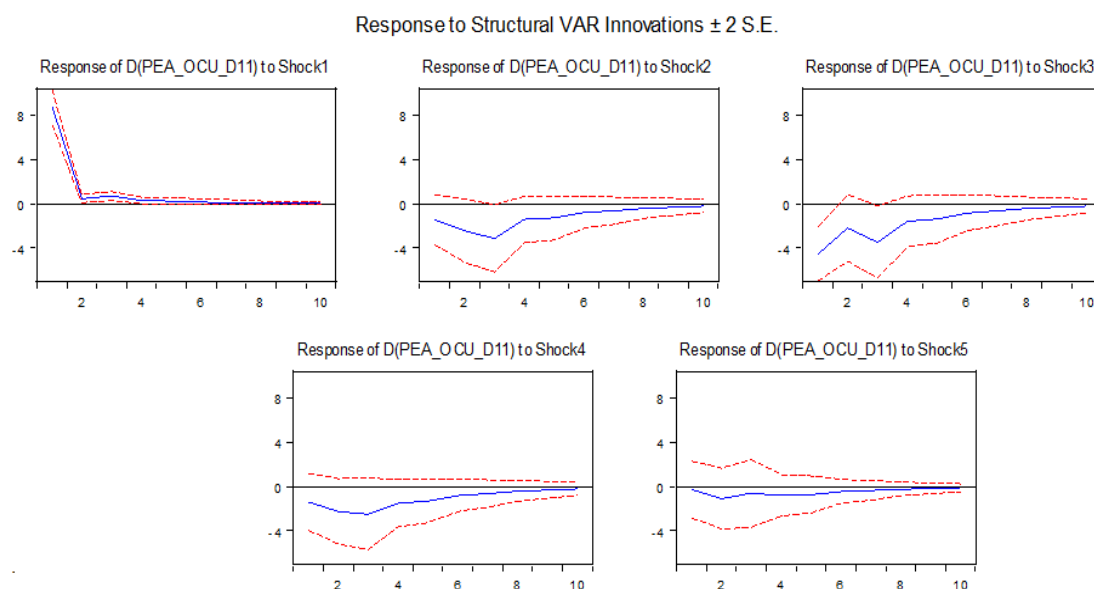 Response to Structural VAR Innovations ± 2 S.E.
Response of D(PEA_OCU_D11) to Shock1
8
4
0
-4
2 4 6 8 10
Response of D(PEA_OCU_D11) to Shock2
8
4
0
-4
2 4 6 8 10
Response of D(PEA_OCU_D11) to Shock3
8
4
0
-4
2 4 6 8 10
Response of D(PEA_OCU_D11) to Shock4
8
4
0
-4
2 4 6 8 10
Response of D(PEA_OCU_D11) to Shock5
8
4
0
-4
2 4 6 8 10